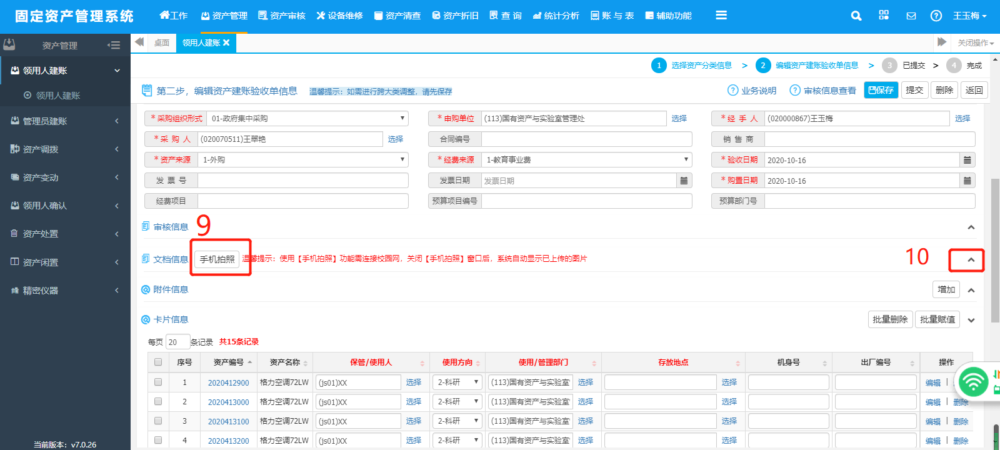 固定资产管理系统
工作 资产管理 资产审核 设备维修 资产清查 资产折旧 查 询 统计分析 账 与 表 辅助功能 王玉梅
资产管理 桌面 领用人建账 关闭操作
领用人建账
领用人建账
管理员建账
资产调拨
资产变动
领用人确认
资产处置
资产闲置
精密仪器
当前版本：v7.0.26
1 选择资产分类信息 > 2 编辑资产建账验收单信息 > 3 已提交 > 4 完成
第二步，编辑资产建账验收单信息 温馨提示：如需进行跨大类调整，请先保存 业务说明 审核信息查看 保存 提交 删除 返回
* 采购组织形式 01-政府集中采购 * 申购单位 (113)国有资产与实验室管理处 选择 * 经 手 人 (020000867)王玉梅 选择
* 采 购 人 (020070511)王翠艳 选择 合同编号 销 售 商
* 资产来源 1-外购 * 经费来源 1-教育事业费 * 验收日期 2020-10-16
发 票 号 发票日期 发票日期 * 购置日期 2020-10-16
经费项目 预算项目编号 预算部门号
审核信息 9
文档信息 手机拍照 温馨提示：使用【手机拍照】功能需连接校园网，关闭【手机拍照】窗口后，系统自动显示已上传的图片 10
附件信息 增加
卡片信息 批量删除 批量赋值
每页 20 条记录 共15条记录
序号 资产编号 资产名称 保管/使用人 使用方向 使用/管理部门 存放地点 机身号 出厂编号 操作
1 2020412900 格力空调72LW (js01)XX 选择 2-科研 (113)国有资产与实验室 选择 选择 编辑 |
2 2020413000 格力空调72LW (js01)XX 选择 2-科研 (113)国有资产与实验室 选择 选择 编辑 | 删除
3 2020413100 格力空调72LW (js01)XX 选择 2-科研 (113)国有资产与实验室 选择 选择 编辑 | 删除
4 2020413200 格力空调72LW (js01)XX 选择 2-科研 (113)国有资产与实验室 选择 选择 编辑 | 删除